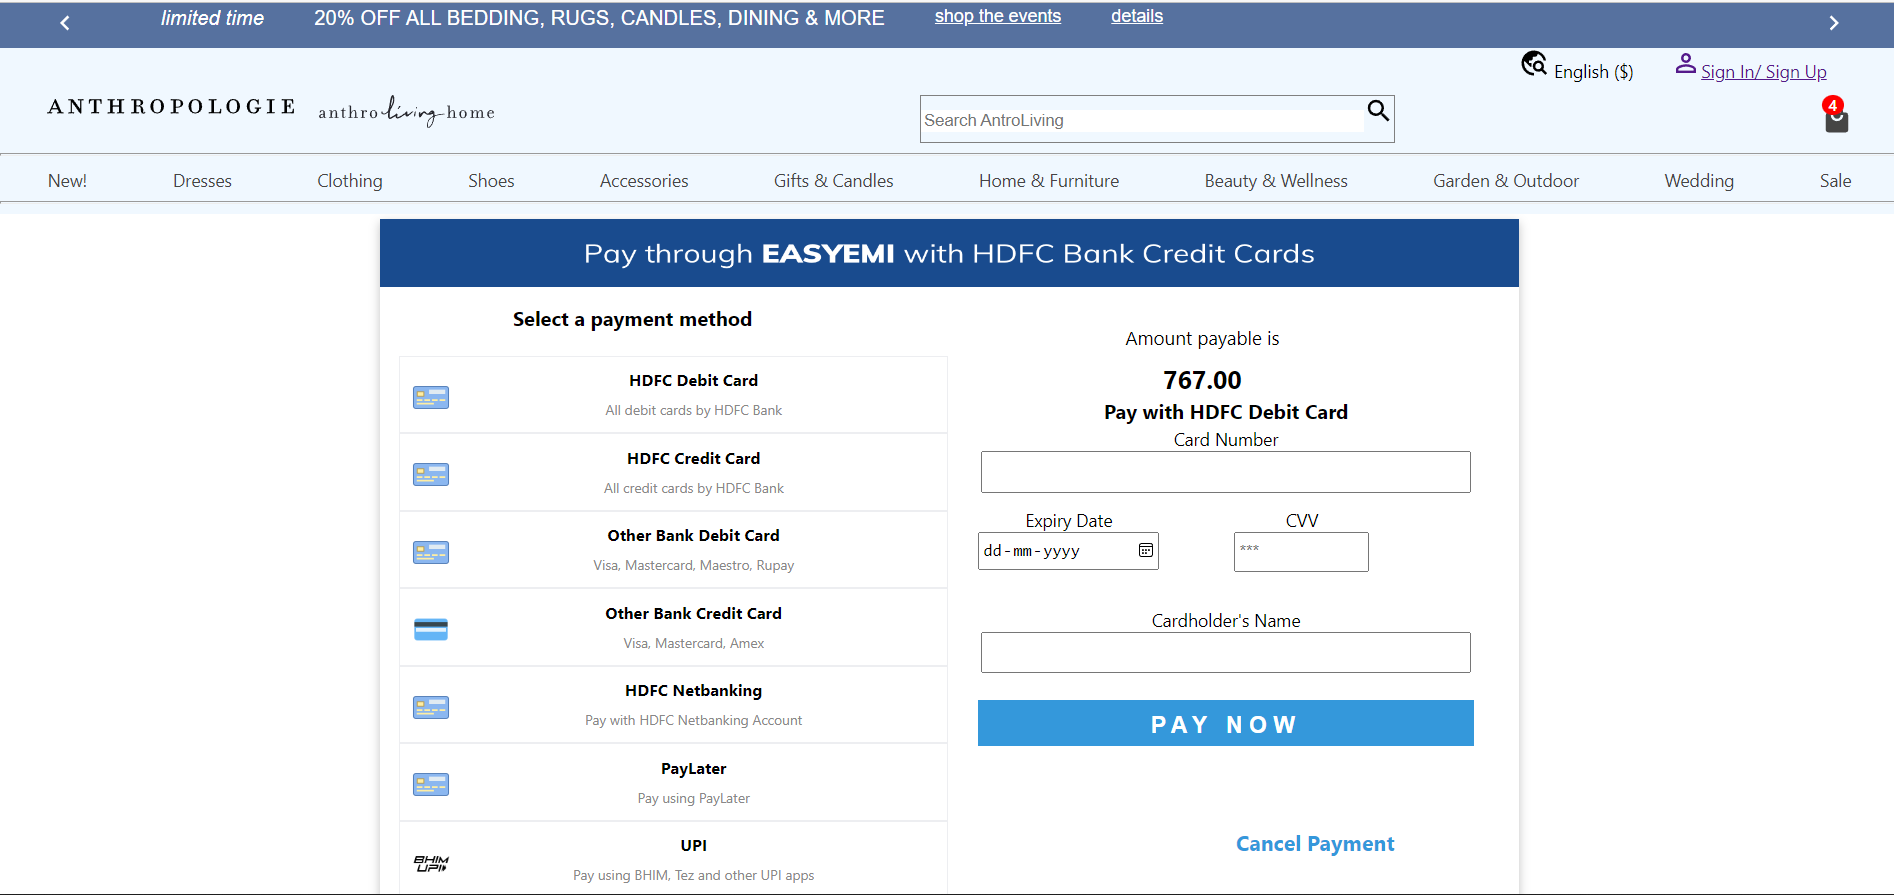 limited time 20% OFF ALL BEDDING, RUGS, CANDLES, DINING & MORE shop the events details
English ($) Sign In/ Sign Up
ANTHROPOLOGIE anthroliving-home
Search AntroLiving
4
New! Dresses Clothing Shoes Accessories Gifts & Candles Home & Furniture Beauty & Wellness Garden & Outdoor Wedding Sale
Pay through EASYEMI with HDFC Bank Credit Cards
Select a payment method
HDFC Debit Card
All debit cards by HDFC Bank
HDFC Credit Card
All credit cards by HDFC Bank
Other Bank Debit Card
Visa, Mastercard, Maestro, Rupay
Other Bank Credit Card
Visa, Mastercard, Amex
HDFC Netbanking
Pay with HDFC Netbanking Account
PayLater
Pay using PayLater
BHIM UPI
UPI
Pay using BHIM, Tez and other UPI apps
Amount payable is
767.00
Pay with HDFC Debit Card
Card Number
Expiry Date CVV
dd-mm-yyyy ***
Cardholder's Name
PAY NOW
Cancel Payment